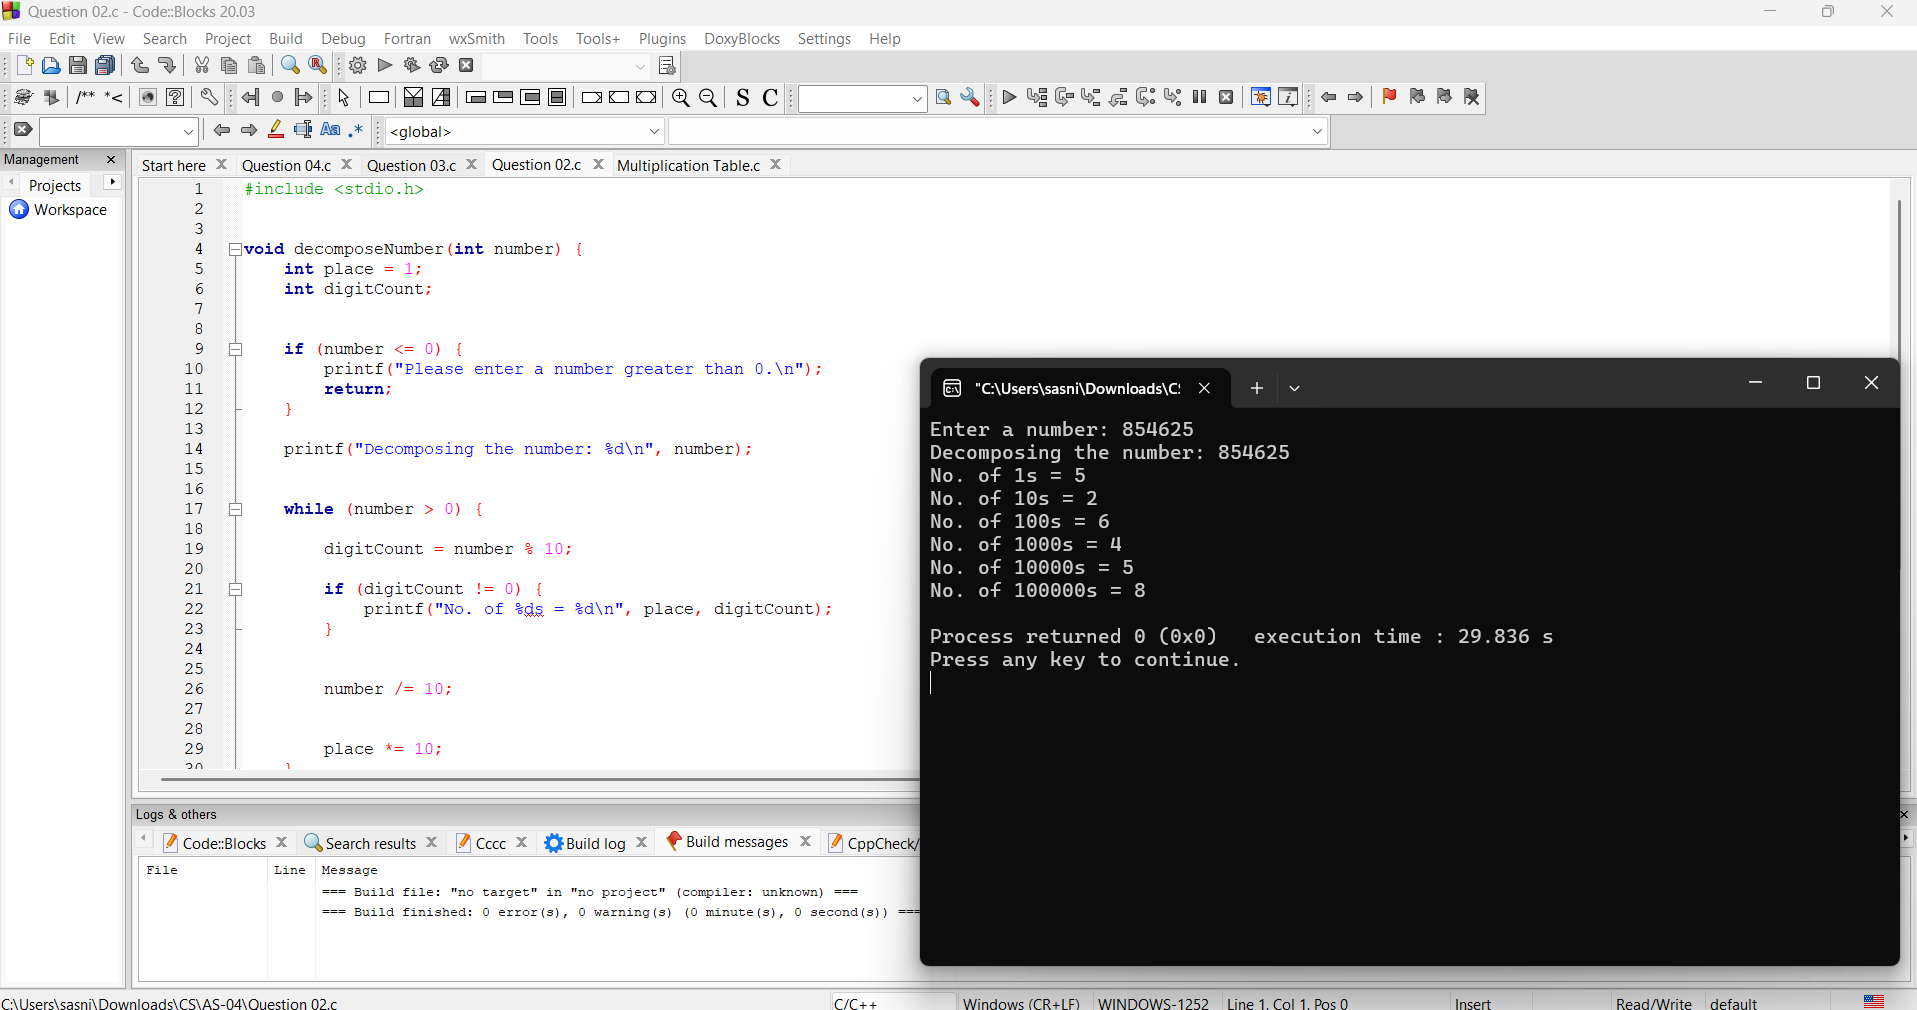 Question 02.c - Code::Blocks 20.03
File Edit View Search Project Build Debug Fortran wxSmith Tools Tools+ Plugins DoxyBlocks Settings Help
/** *<
S C
Aa .* <global>
Management
Start here Question 04.c Question 03.c Question 02.c Multiplication Table.c
Projects
Workspace
1 #include <stdio.h>
2
3
4 void decomposeNumber(int number) {
5 int place = 1;
6 int digitCount;
7
8
9 if (number <= 0) {
10 printf("Please enter a number greater than 0.\n");
11 return;
12 }
13
14 printf("Decomposing the number: %d\n", number);
15
16
17 while (number > 0) {
18
19 digitCount = number % 10;
20
21 if (digitCount != 0) {
22 printf("No. of %ds = %d\n", place, digitCount);
23 }
24
25
26 number /= 10;
27
28
29 place *= 10;
30 }
"C:\Users\sasni\Downloads\C
Enter a number: 854625
Decomposing the number: 854625
No. of 1s = 5
No. of 10s = 2
No. of 100s = 6
No. of 1000s = 4
No. of 10000s = 5
No. of 100000s = 8
Process returned 0 (0x0) execution time : 29.836 s
Press any key to continue.
Logs & others
Code::Blocks Search results Cccc Build log Build messages CppCheck/
File Line Message
=== Build file: "no target" in "no project" (compiler: unknown) ===
=== Build finished: 0 error(s), 0 warning(s) (0 minute(s), 0 second(s)) ===
C:\Users\sasni\Downloads\CS\AS-04\Question 02.c C/C++ Windows (CR+LF) WINDOWS-1252 Line 1, Col 1, Pos 0 Insert Read/Write default